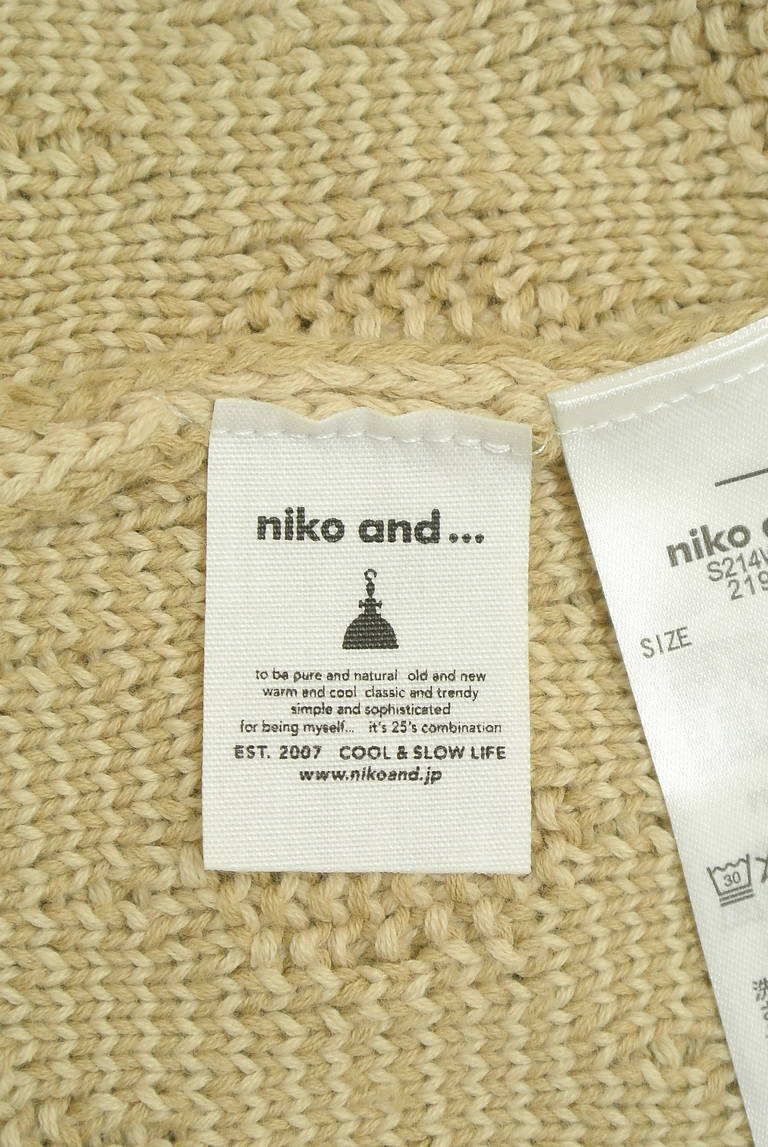 niko and...
to be pure and natural old and new
warm and cool classic and trendy
simple and sophisticated
for being myself... it's 25's combination
EST. 2007 COOL & SLOW LIFE
www.nikoand.jp
niko
S214
219
SIZE
30
洗